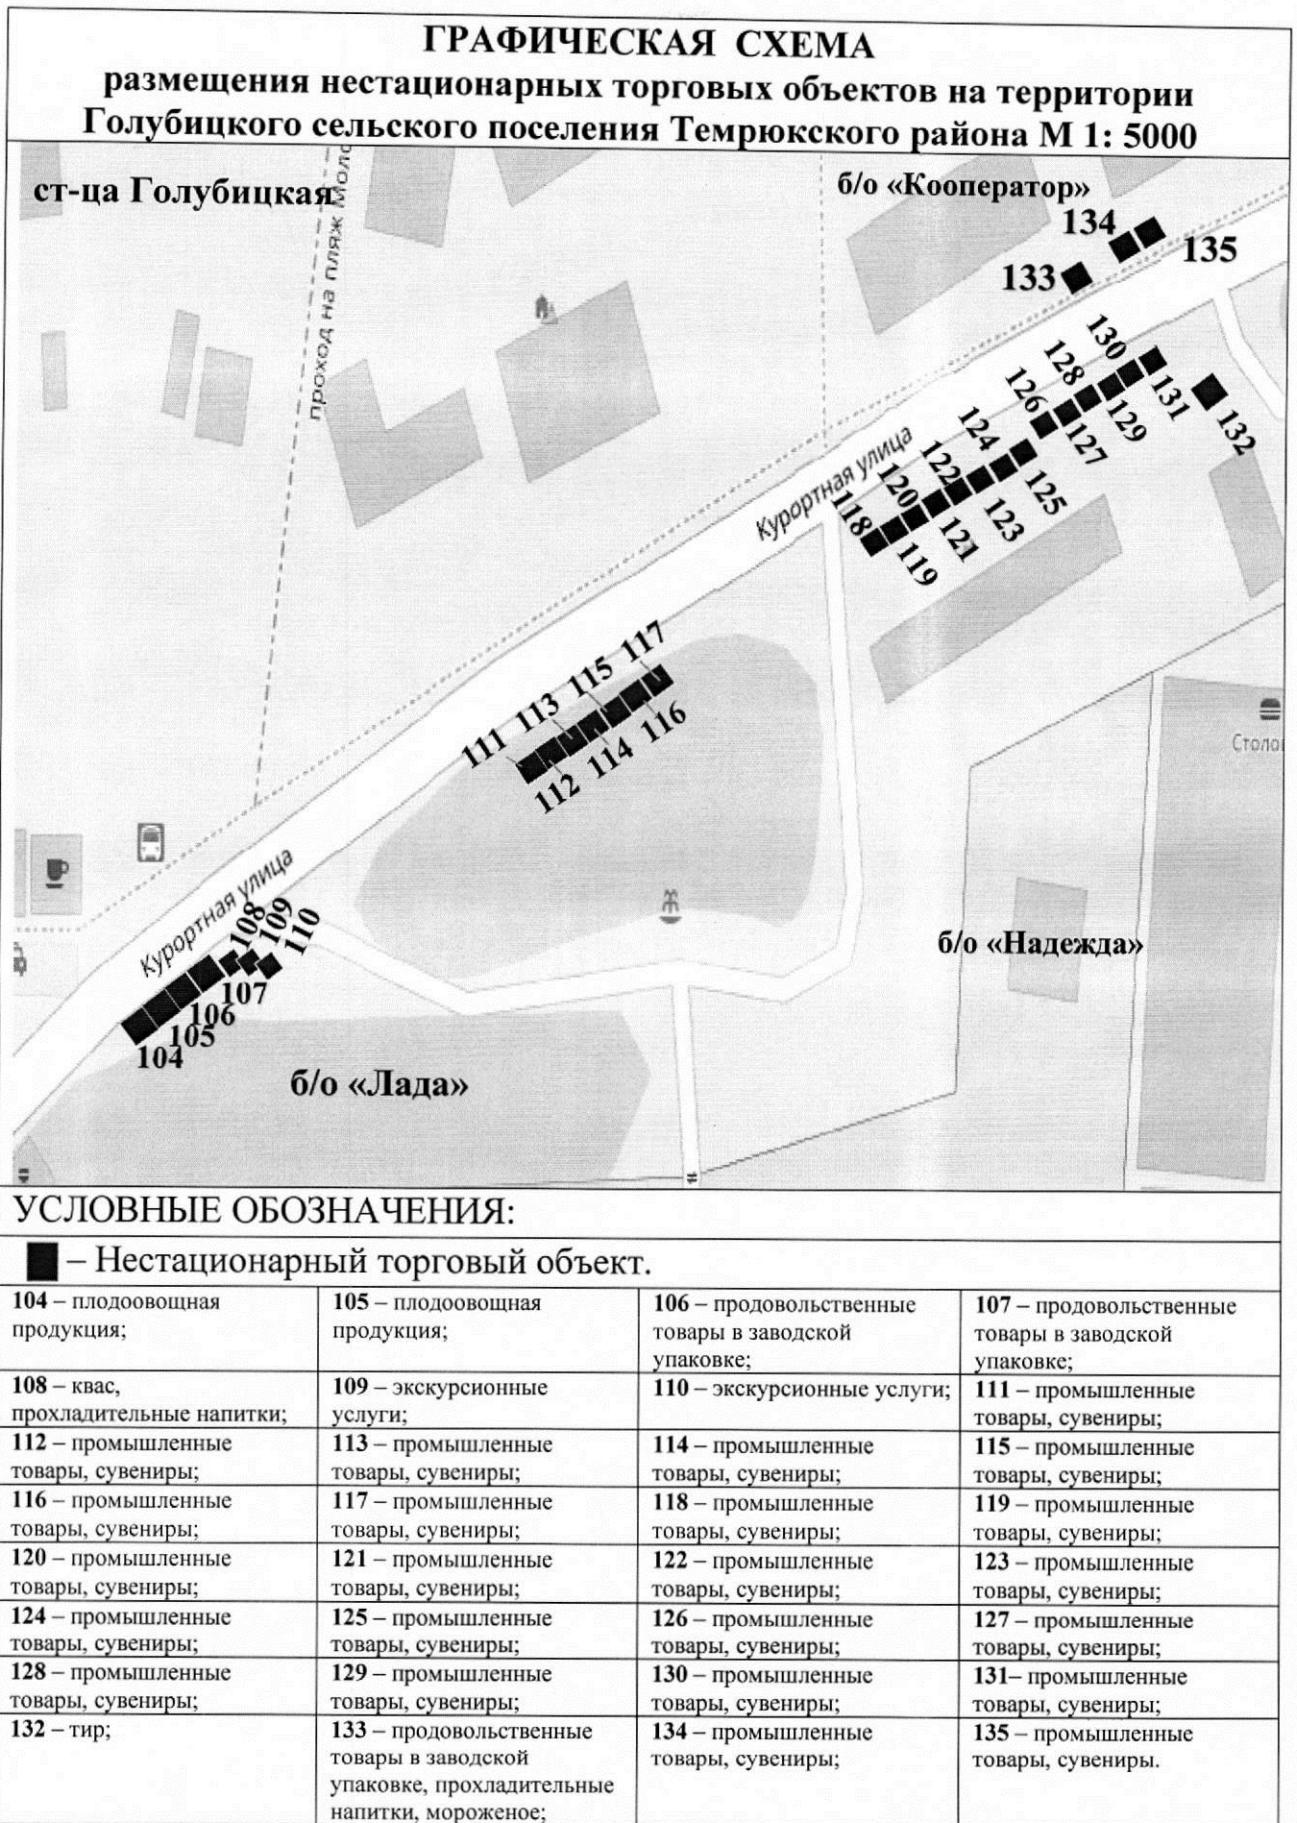 ГРАФИЧЕСКАЯ СХЕМА
размещения нестационарных торговых объектов на территории
Голубицкого сельского поселения Темрюкского района М 1: 5000
ст-ца Голубицкая
проход на пляж
б/о «Кооператор»
134
135
133
130
128
131
126
129
132
124
127
Курортная улица
122
125
120
123
118
121
119
117
115
116
113
114
111
112
Столо
Курортная улица
108
109
110
107
106
105
104
б/о «Надежда»
б/о «Лада»
УСЛОВНЫЕ ОБОЗНАЧЕНИЯ:
– Нестационарный торговый объект.
104 – плодоовощная
продукция;
105 – плодоовощная
продукция;
106 – продовольственные
товары в заводской
упаковке;
107 – продовольственные
товары в заводской
упаковке;
108 – квас,
прохладительные напитки;
109 – экскурсионные
услуги;
110 – экскурсионные услуги;
111 – промышленные
товары, сувениры;
112 – промышленные
товары, сувениры;
113 – промышленные
товары, сувениры;
114 – промышленные
товары, сувениры;
115 – промышленные
товары, сувениры;
116 – промышленные
товары, сувениры;
117 – промышленные
товары, сувениры;
118 – промышленные
товары, сувениры;
119 – промышленные
товары, сувениры;
120 – промышленные
товары, сувениры;
121 – промышленные
товары, сувениры;
122 – промышленные
товары, сувениры;
123 – промышленные
товары, сувениры;
124 – промышленные
товары, сувениры;
125 – промышленные
товары, сувениры;
126 – промышленные
товары, сувениры;
127 – промышленные
товары, сувениры;
128 – промышленные
товары, сувениры;
129 – промышленные
товары, сувениры;
130 – промышленные
товары, сувениры;
131– промышленные
товары, сувениры;
132 – тир;
133 – продовольственные
товары в заводской
упаковке, прохладительные
напитки, мороженое;
134 – промышленные
товары, сувениры;
135 – промышленные
товары, сувениры.